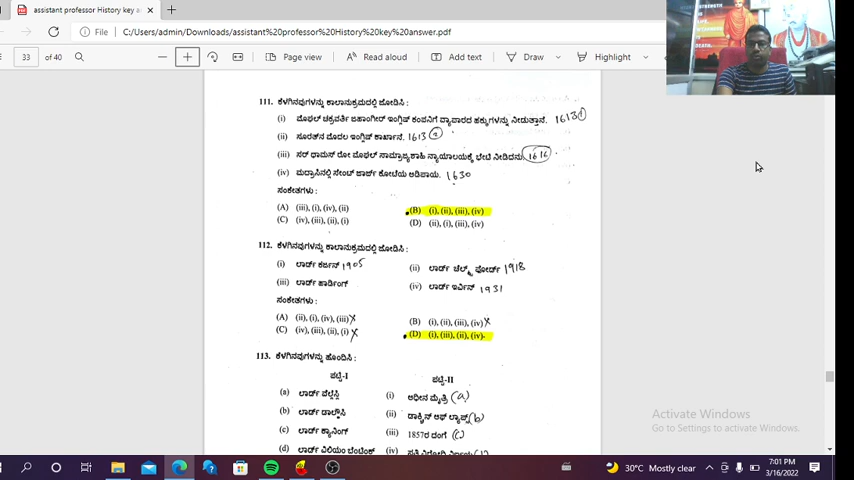 assistant professor History key an
File
C:/Users/admin/Downloads/assistant%20professor%20History%20key%20answer.pdf
33 of 40
Page view
Read aloud
Add text
Draw
Highlight
STRENGTH
DEATH.
111. ಕೆಳಗಿನವುಗಳನ್ನು ಕಾಲಾನುಕ್ರಮದಲ್ಲಿ ಜೋಡಿಸಿ :
(i) ಮೊಘಲ್ ಚಕ್ರವರ್ತಿ ಜಹಾಂಗೀರ್ ಇಂಗ್ಲಿಷ್ ಕಂಪನಿಗೆ ವ್ಯಾಪಾರದ ಹಕ್ಕುಗಳನ್ನು ನೀಡುತ್ತಾನೆ. 1613 1
(ii) ಸೂರತ್‌ನ ಮೊದಲ ಇಂಗ್ಲಿಷ್ ಕಾರ್ಖಾನೆ. 1613 2
(iii) ಸರ್ ಥಾಮಸ್ ರೋ ಮೊಘಲ್ ಸಾಮ್ರಾಜ್ಯಶಾಹಿ ನ್ಯಾಯಾಲಯಕ್ಕೆ ಭೇಟಿ ನೀಡಿದನು. 1616
(iv) ಮದ್ರಾಸಿನಲ್ಲಿ ಸೇಂಟ್ ಜಾರ್ಜ್ ಕೋಟೆಯ ಅಡಿಪಾಯ. 1630
ಸಂಕೇತಗಳು :
(A) (iii), (i), (iv), (ii) (B) (i), (ii), (iii), (iv)
(C) (iv), (iii), (ii), (i) (D) (ii), (i), (iii), (iv)
112. ಕೆಳಗಿನವುಗಳನ್ನು ಕಾಲಾನುಕ್ರಮದಲ್ಲಿ ಜೋಡಿಸಿ :
(i) ಲಾರ್ಡ್ ಕರ್ಜನ್ 1905 (ii) ಲಾರ್ಡ್ ಚೆಲ್ಮ್ಸ್ ಫೋರ್ಡ್ 1918
(iii) ಲಾರ್ಡ್ ಹಾರ್ಡಿಂಗ್ (iv) ಲಾರ್ಡ್ ಇರ್ವಿನ್ 1931
ಸಂಕೇತಗಳು :
(A) (ii), (i), (iv), (iii) x (B) (i), (ii), (iii), (iv) x
(C) (iv), (iii), (ii), (i) x (D) (i), (iii), (ii), (iv)
113. ಕೆಳಗಿನವುಗಳನ್ನು ಹೊಂದಿಸಿ :
ಪಟ್ಟಿ-I ಪಟ್ಟಿ-II
(a) ಲಾರ್ಡ್ ವೆಲ್ಲೆಸ್ಲಿ (i) ಅಧೀನ ಮೈತ್ರಿ (a)
(b) ಲಾರ್ಡ್ ಡಾಲ್ಹೌಸಿ (ii) ಡಾಕ್ಟ್ರಿನ್ ಆಫ್ ಲ್ಯಾಪ್ಸ್ (b)
(c) ಲಾರ್ಡ್ ಕ್ಯಾನಿಂಗ್ (iii) 1857ರ ದಂಗೆ (c)
(d) ಲಾರ್ಡ್ ವಿಲಿಯಂ ಬೆಂಟಿಂಕ್ (iv)
Activate Windows
Go to Settings to activate Windows.
30°C Mostly clear
7:01 PM
3/16/2022